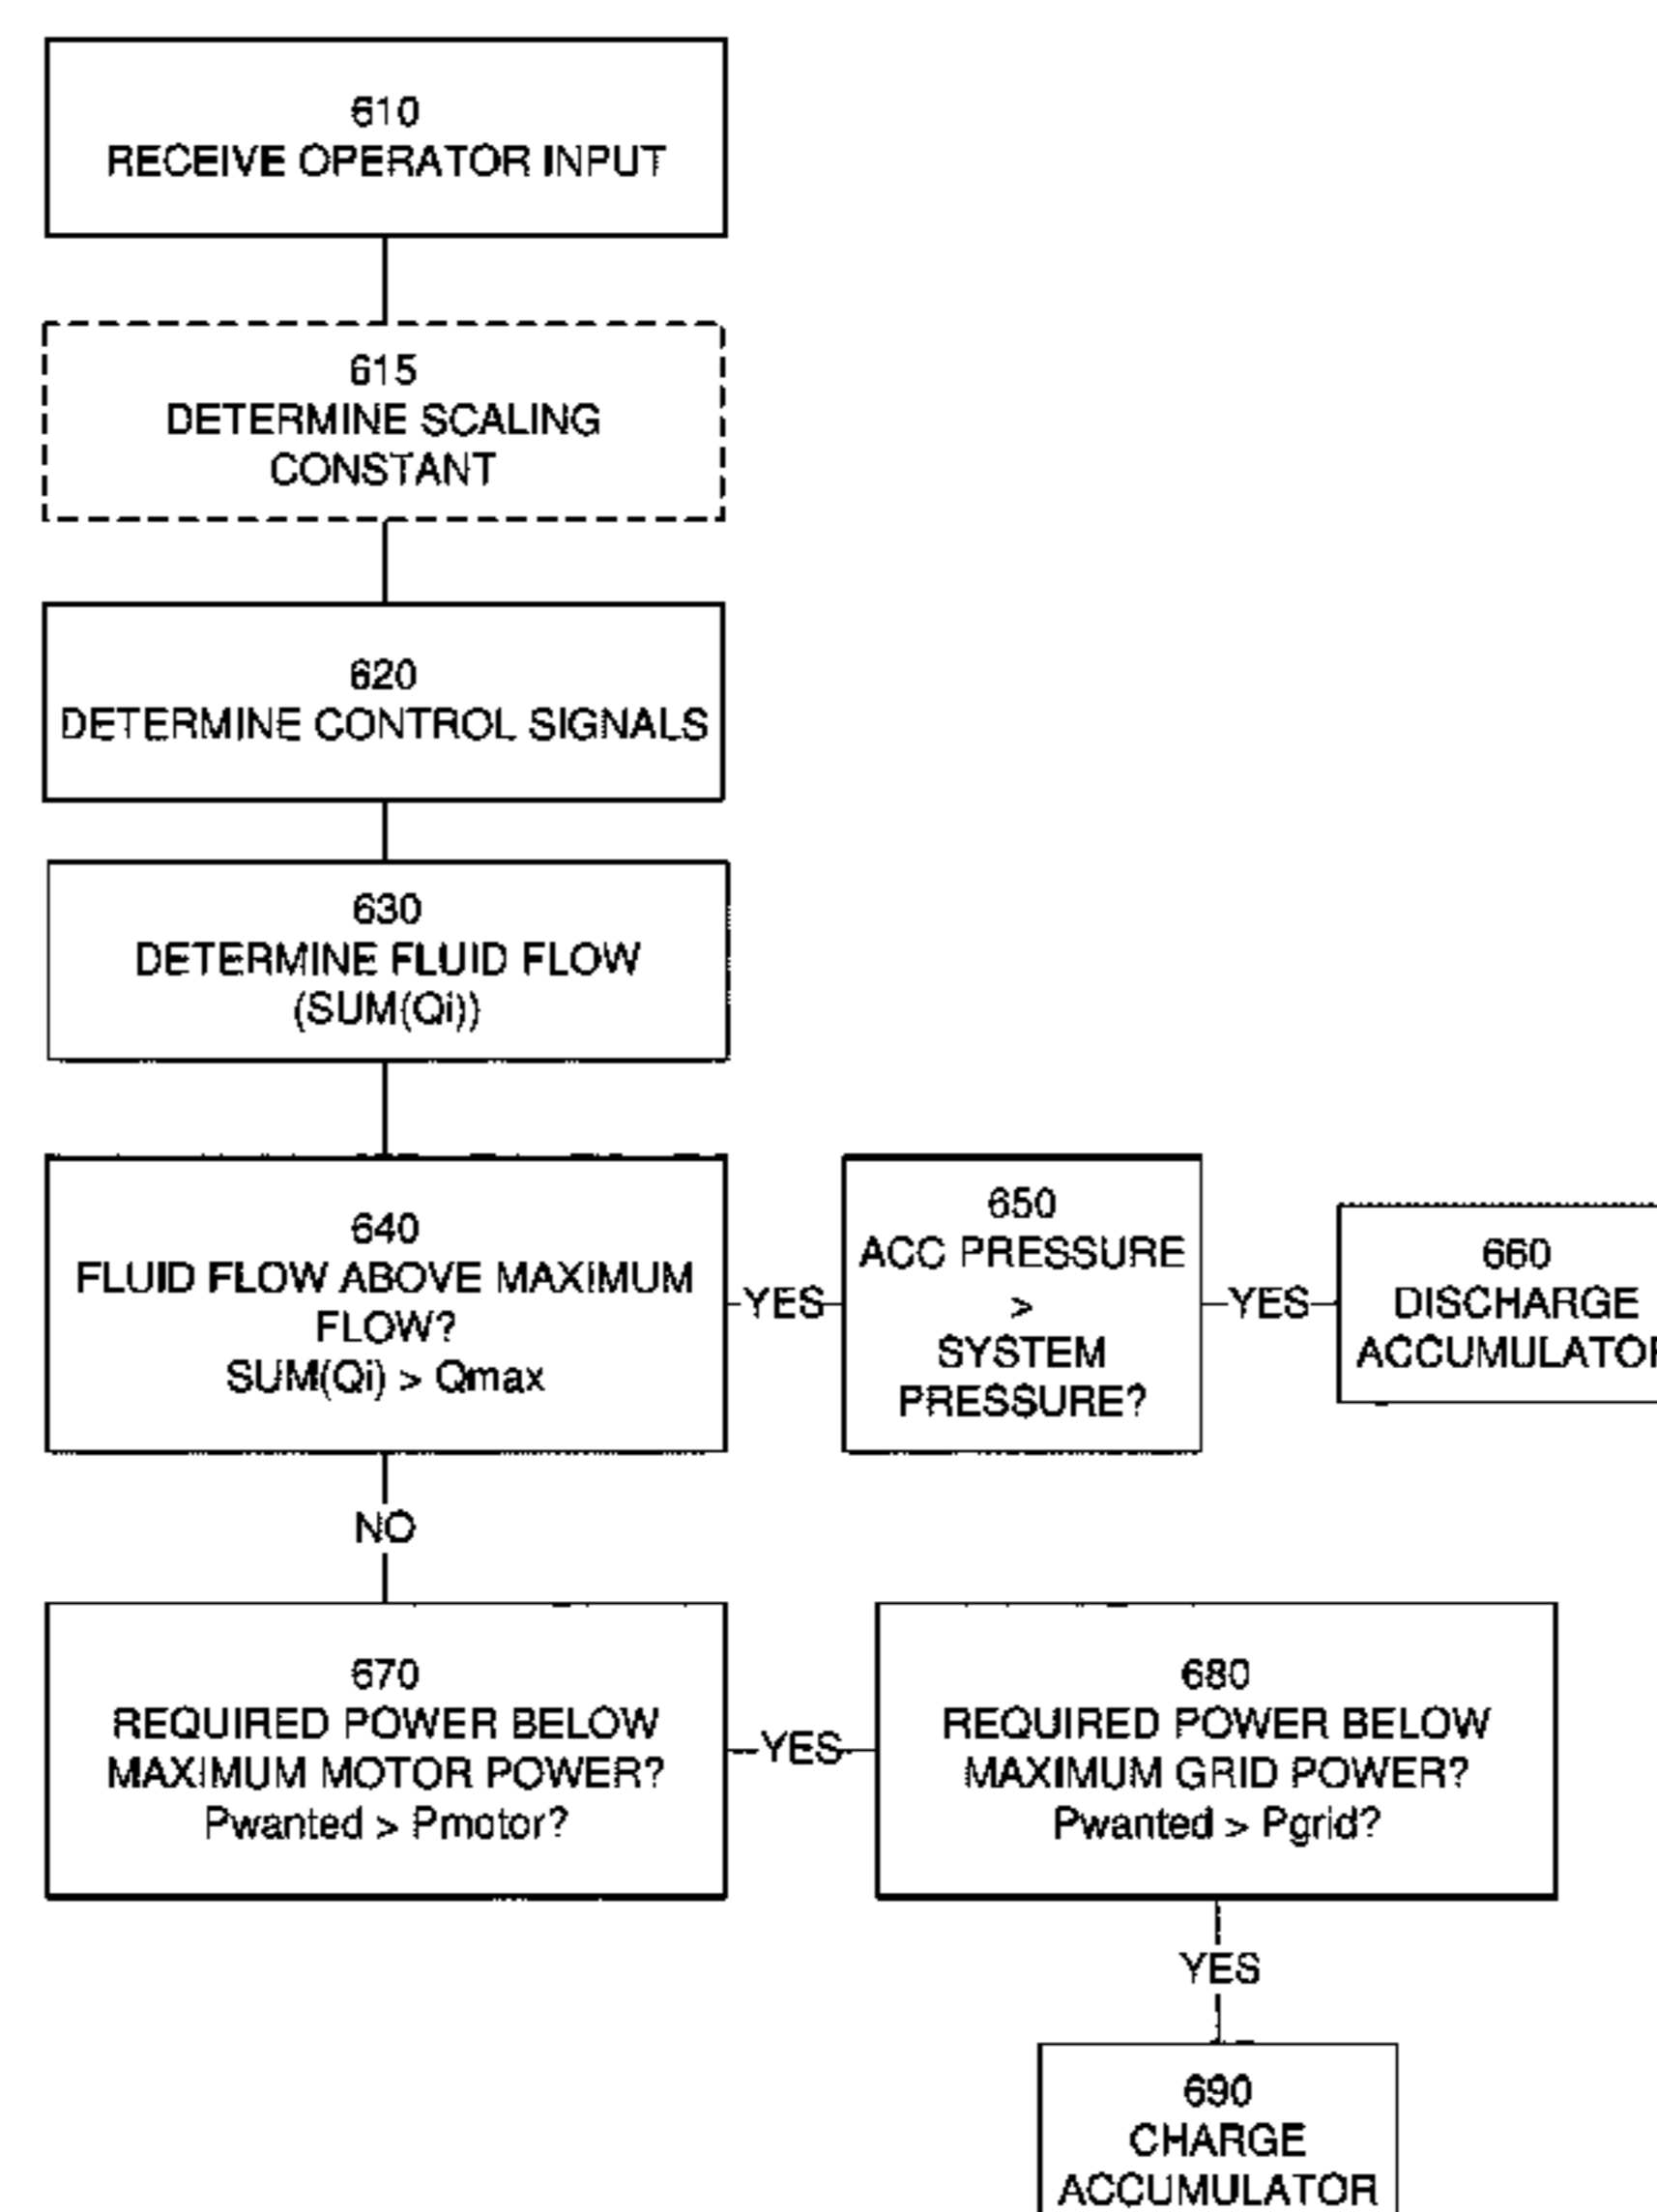 610
RECEIVE OPERATOR INPUT
615
DETERMINE SCALING
CONSTANT
620
DETERMINE CONTROL SIGNALS
630
DETERMINE FLUID FLOW
(SUM(Qi))
640
FLUID FLOW ABOVE MAXIMUM
FLOW?
SUM(Qi) > Qmax
YES
650
ACC PRESSURE
>
SYSTEM
PRESSURE?
YES
660
DISCHARGE
ACCUMULATOR
NO
670
REQUIRED POWER BELOW
MAXIMUM MOTOR POWER?
Pwanted > Pmotor?
YES
680
REQUIRED POWER BELOW
MAXIMUM GRID POWER?
Pwanted > Pgrid?
YES
690
CHARGE
ACCUMULATOR